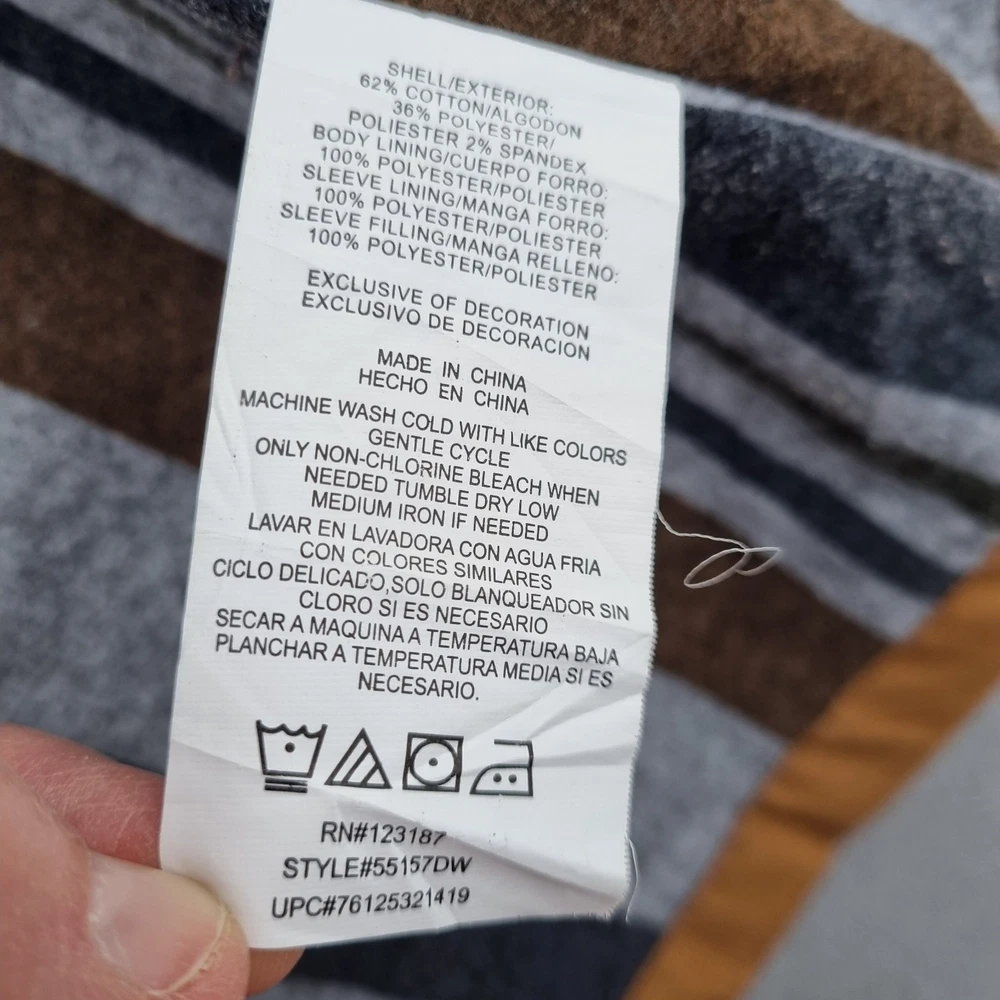 SHELL/EXTERIOR:
62% COTTON/ALGODON
36% POLYESTER/
POLIESTER 2% SPANDEX
BODY LINING/CUERPO FORRO:
100% POLYESTER/POLIESTER
SLEEVE LINING/MANGA FORRO:
100% POLYESTER/POLIESTER
SLEEVE FILLING/MANGA RELLENO:
100% POLYESTER/POLIESTER
EXCLUSIVE OF DECORATION
EXCLUSIVO DE DECORACION
MADE IN CHINA
HECHO EN CHINA
MACHINE WASH COLD WITH LIKE COLORS
GENTLE CYCLE
ONLY NON-CHLORINE BLEACH WHEN
NEEDED TUMBLE DRY LOW
MEDIUM IRON IF NEEDED
LAVAR EN LAVADORA CON AGUA FRIA
CON COLORES SIMILARES
CICLO DELICADO,SOLO BLANQUEADOR SIN
CLORO SI ES NECESARIO
SECAR A MAQUINA A TEMPERATURA BAJA
PLANCHAR A TEMPERATURA MEDIA SI ES
NECESARIO.
RN#123187
STYLE#55157DW
UPC#76125321419